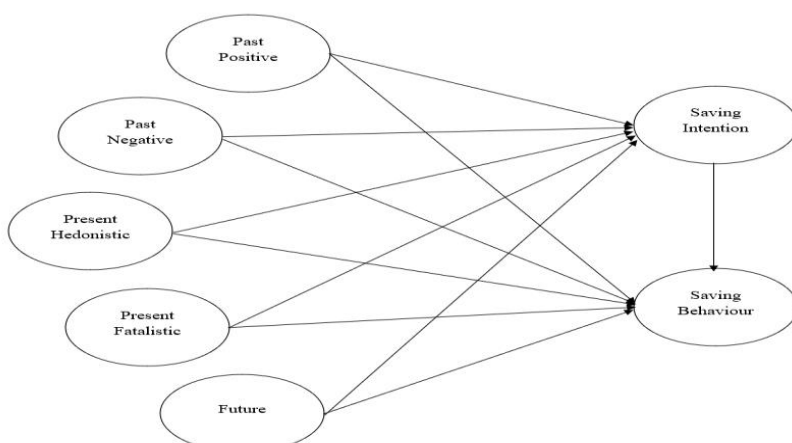 Past
Positive
Saving
Intention
Past
Negative
Present
Hedonistic
Present
Fatalistic
Saving
Behaviour
Future